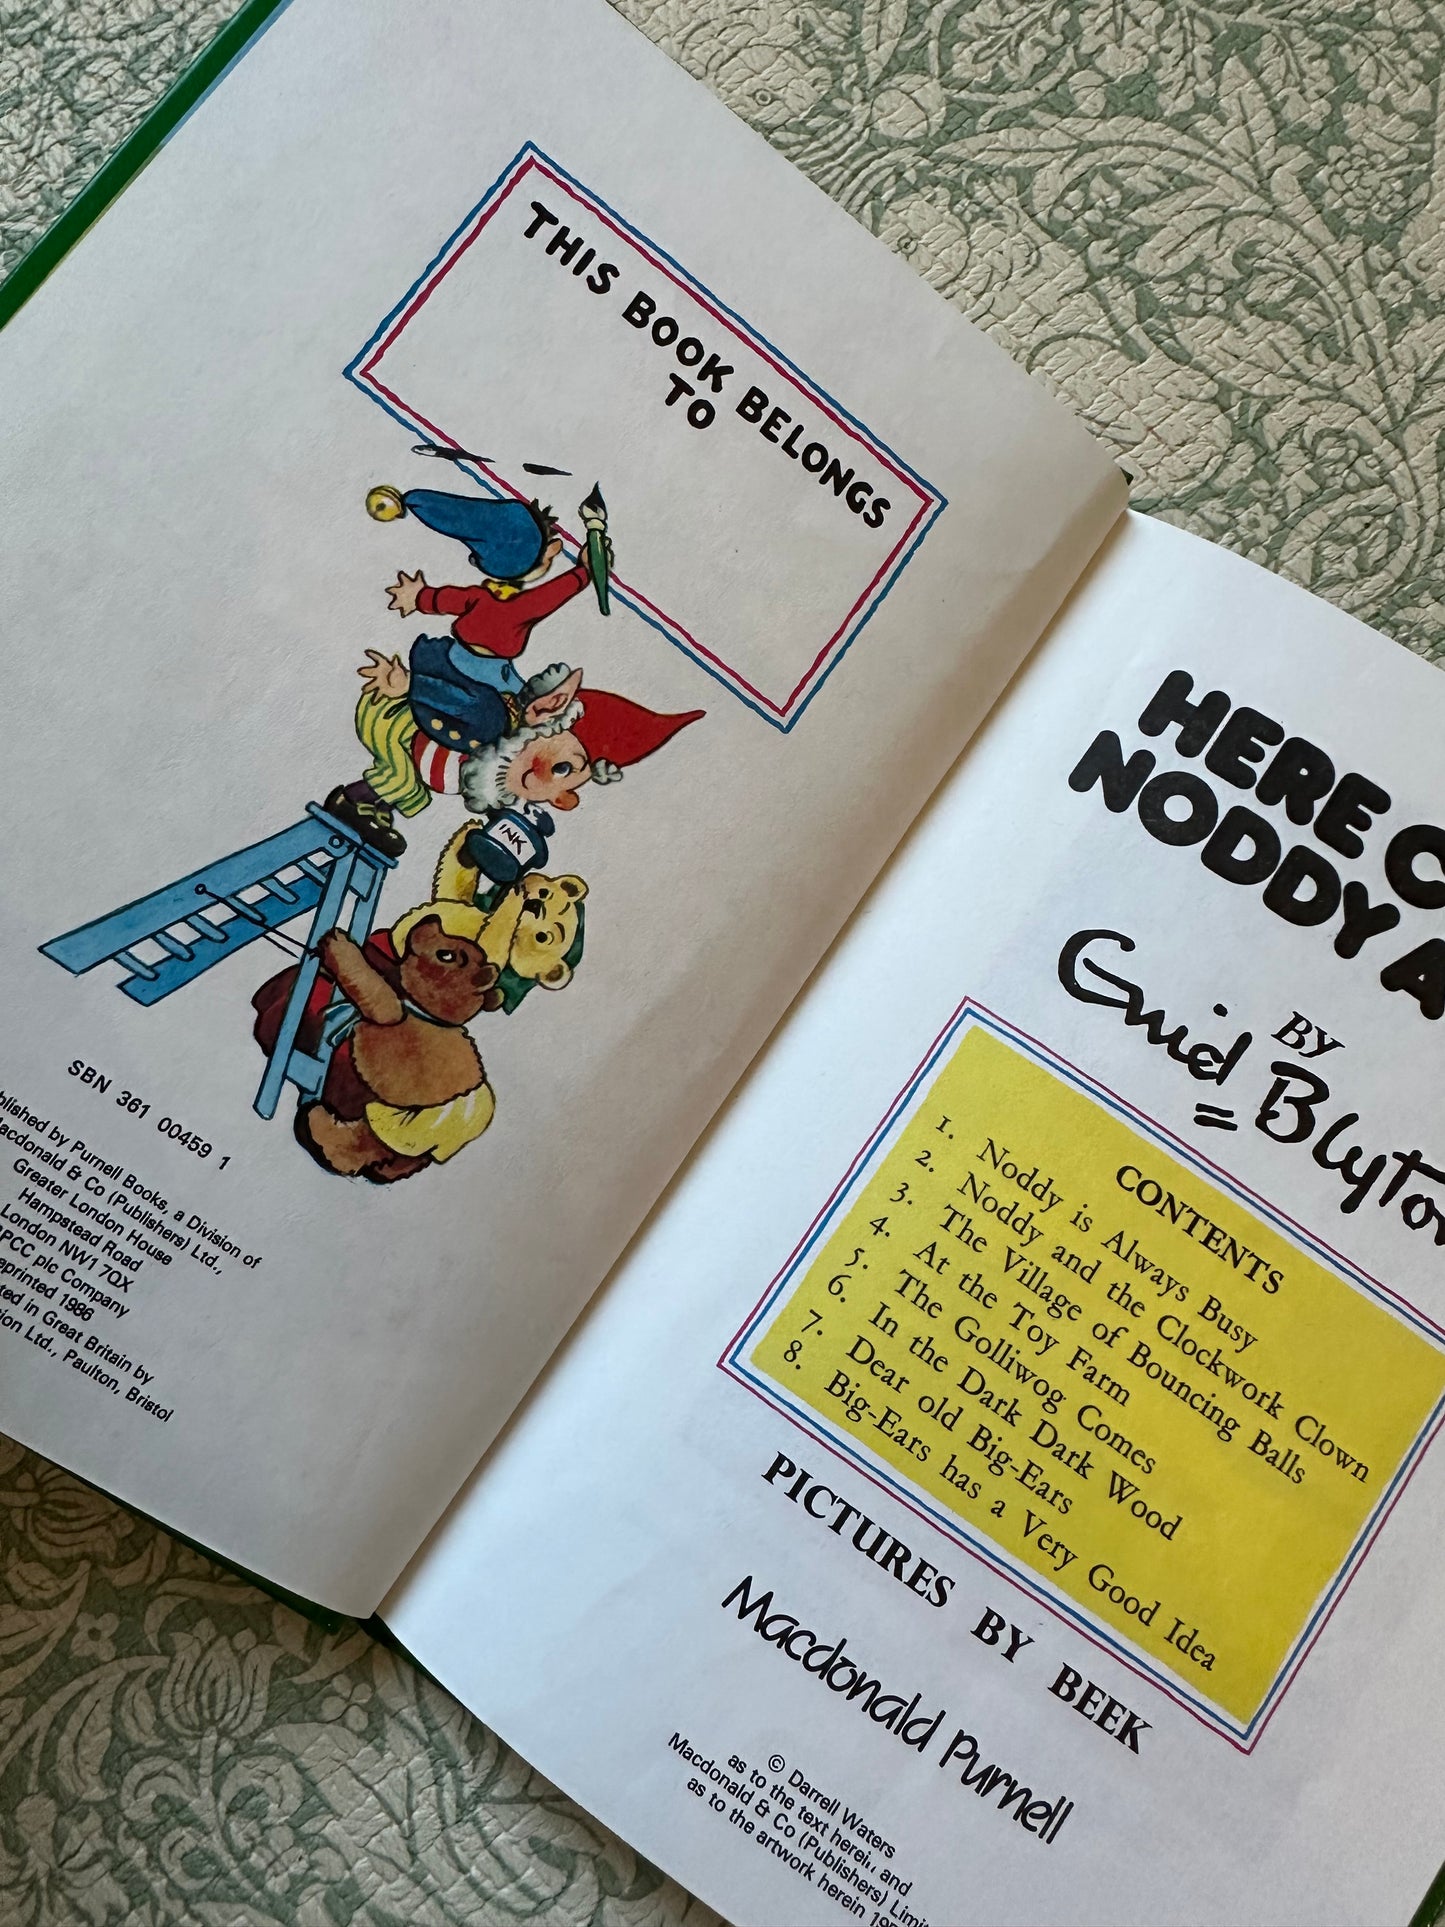 THIS BOOK BELONGS
TO
INK
SBN 361 00459 1
by Purnell Books, a Division of
Macdonald & Co (Publishers) Ltd.,
Greater London House
Hampstead Road
London NW1 7QX
plc Company
1986
in Great Britain by
Ltd., Paulton, Bristol
HERE
NODDY
BY
Enid Blyton
CONTENTS
1. Noddy is Always Busy
2. Noddy and the Clockwork Clown
3. The Village of Bouncing Balls
4. At the Toy Farm
5. The Golliwog Comes
6. In the Dark Dark Wood
7. Dear old Big-Ears
8. Big-Ears has a Very Good Idea
PICTURES BY BEEK
Macdonald Purnell
© Darrell Waters
as to the text herein and
Macdonald & Co (Publishers)
as to the artwork herein